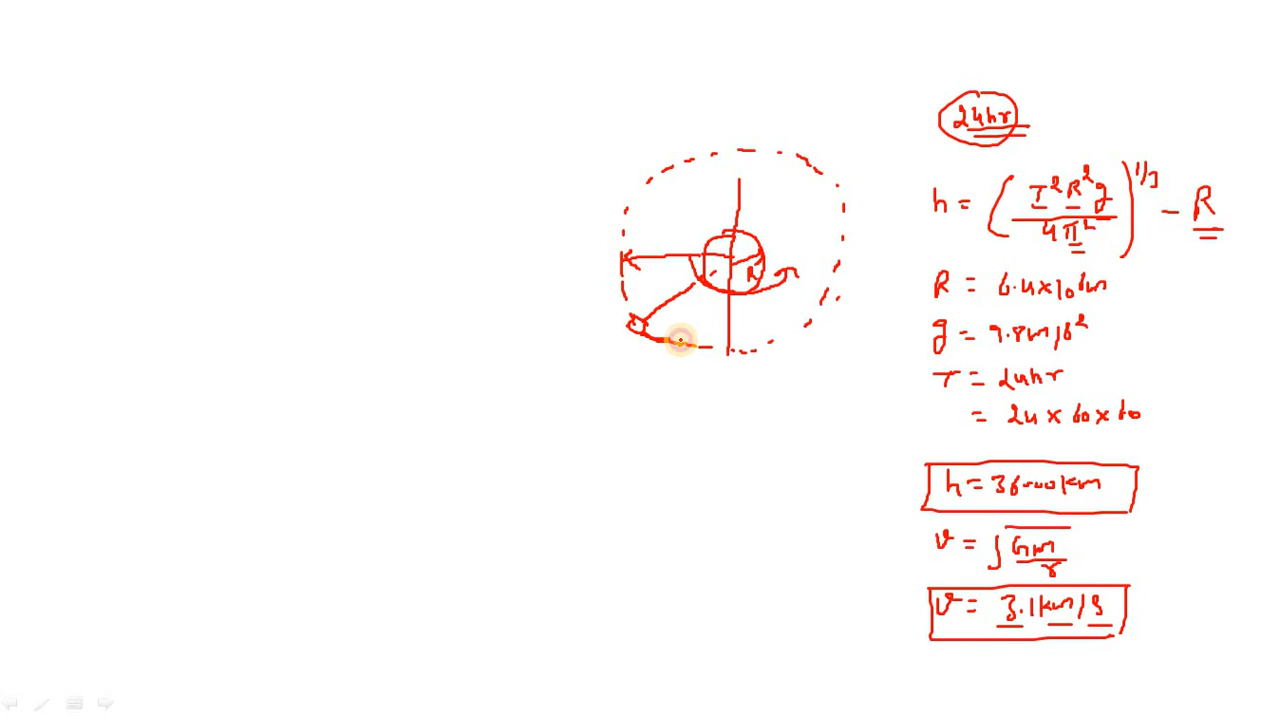 24hr
h = (T²R²g / 4π²)^1/3 − R
R
R = 6.4×10⁶m
g = 9.8m/s²
T = 24hr
= 24 × 60 × 60
h = 36000km
v = √GM/r
v = 3.1km/s